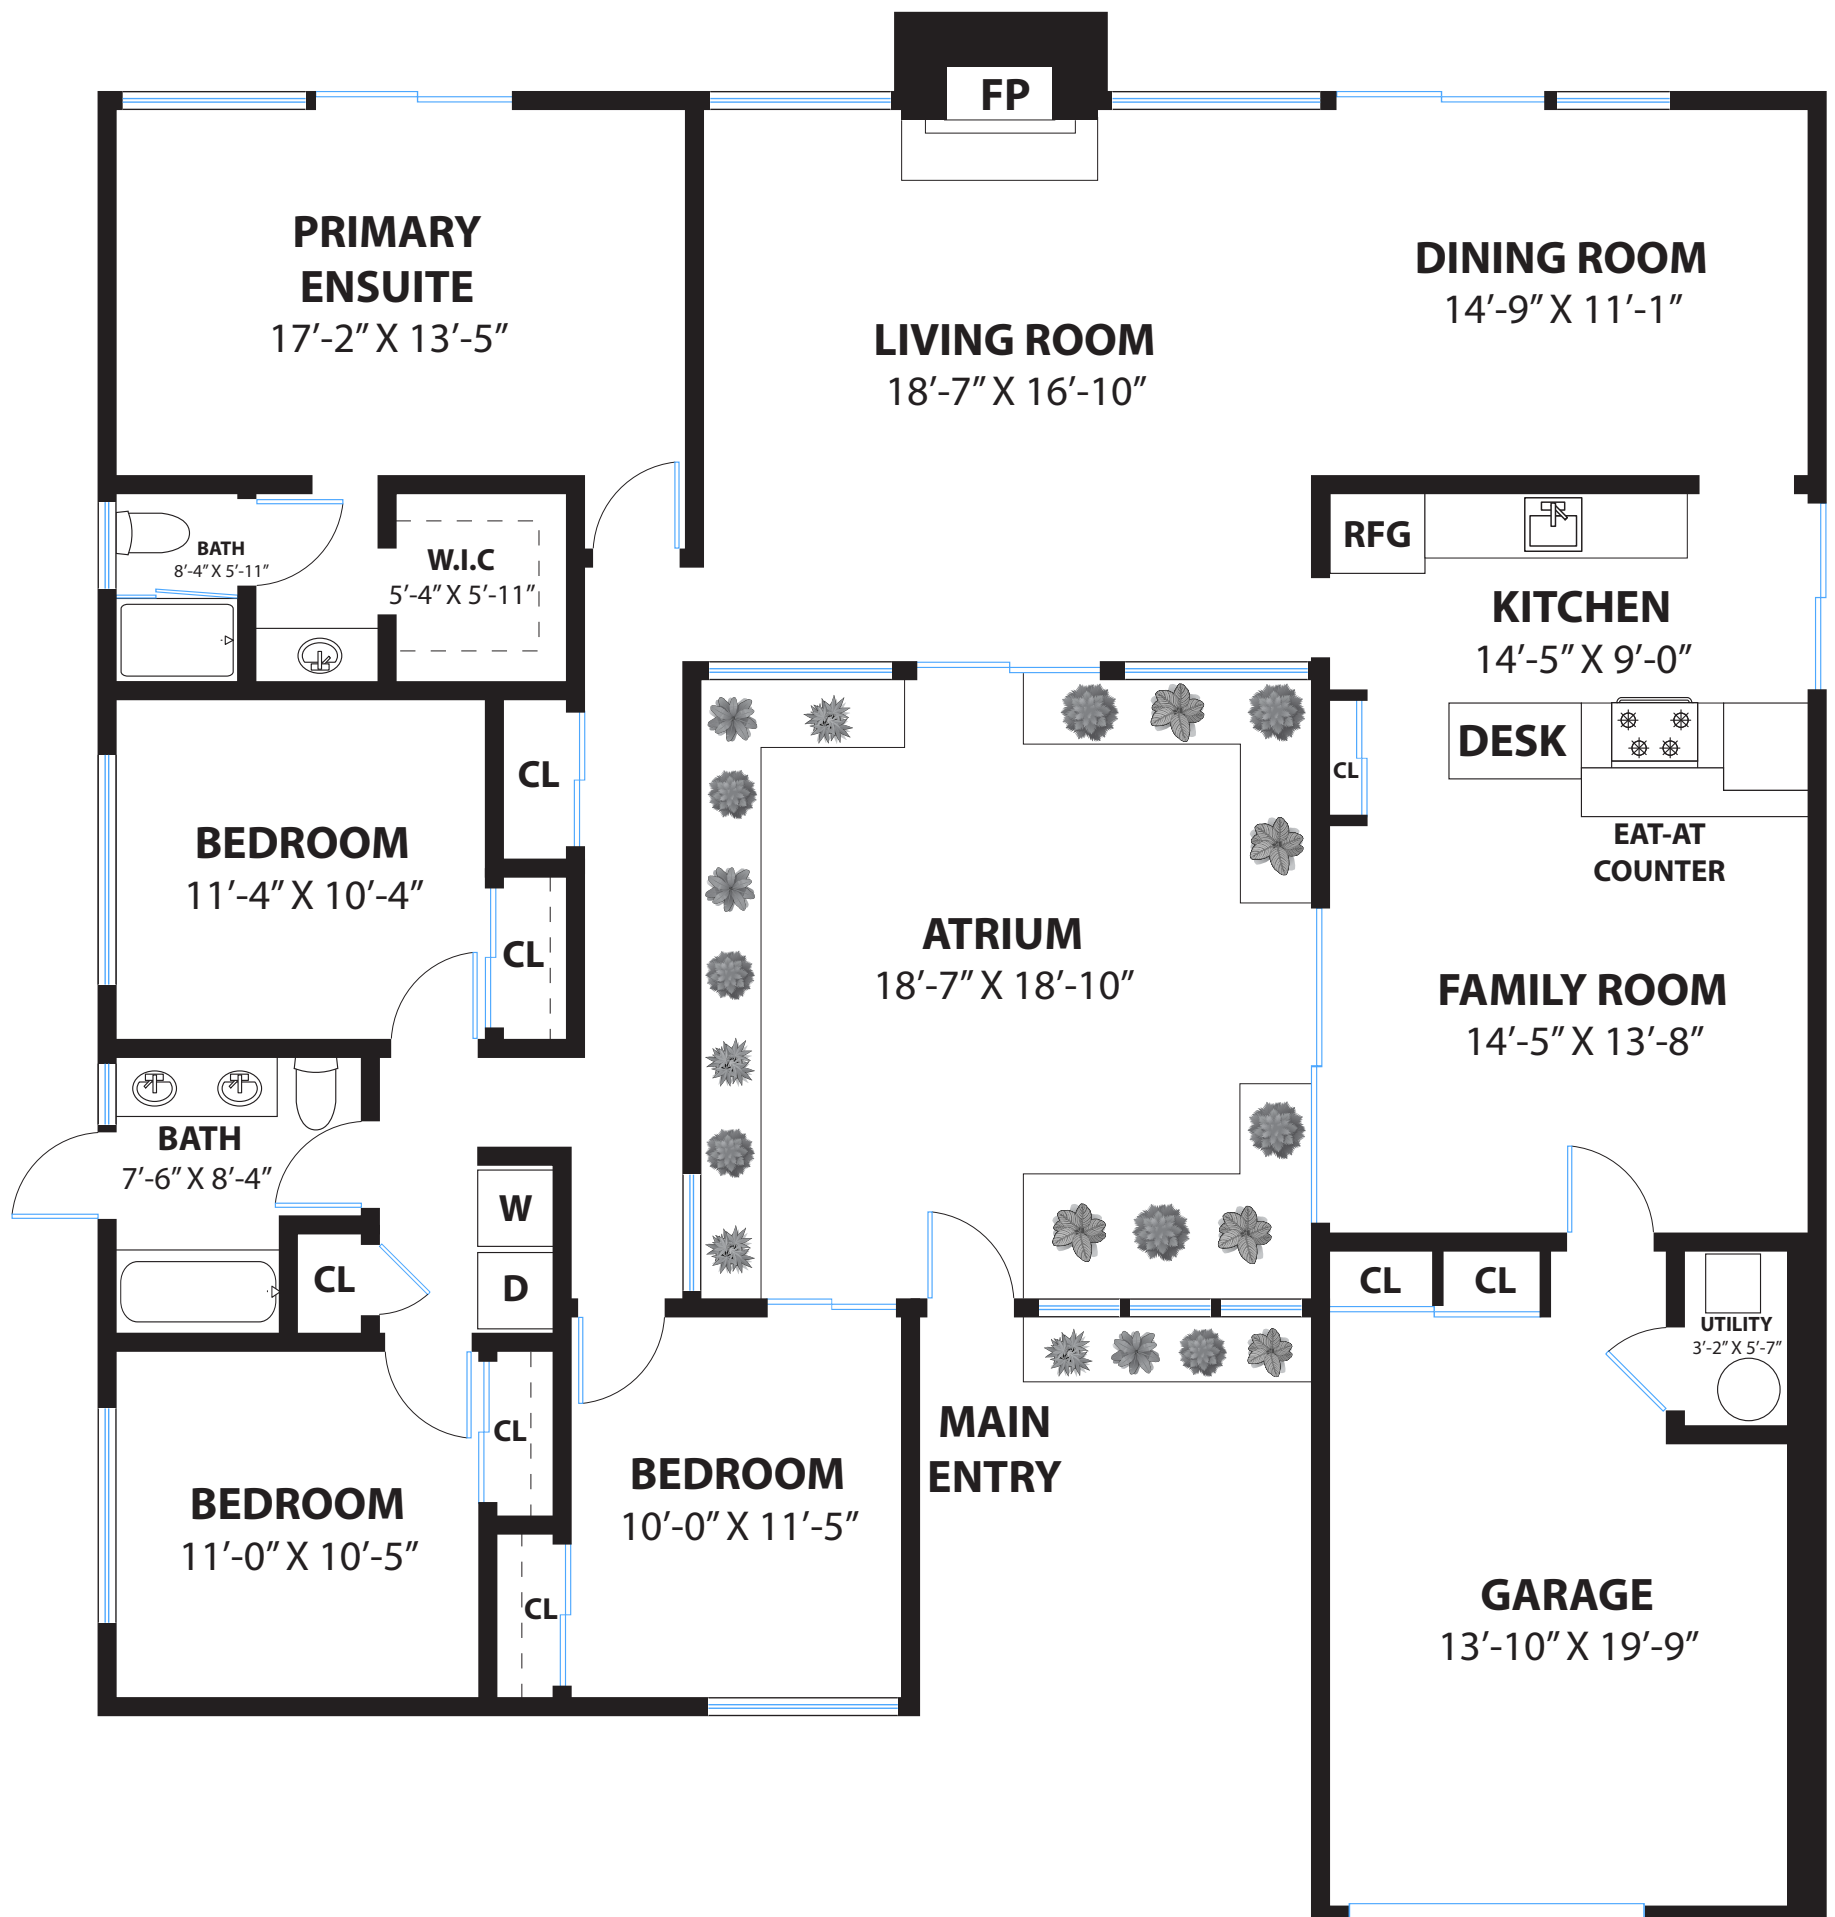 FP
PRIMARY
ENSUITE
17′-2″ X 13′-5″
LIVING ROOM
18′-7″ X 16′-10″
DINING ROOM
14′-9″ X 11′-1″
BATH
8′-4″ X 5′-11″
W.I.C
5′-4″ X 5′-11″
RFG
KITCHEN
14′-5″ X 9′-0″
DESK
CL
EAT-AT
COUNTER
CL
BEDROOM
11′-4″ X 10′-4″
CL
ATRIUM
18′-7″ X 18′-10″
FAMILY ROOM
14′-5″ X 13′-8″
BATH
7′-6″ X 8′-4″
W
D
CL
CL
CL
UTILITY
3′-2″ X 5′-7″
CL
MAIN
ENTRY
BEDROOM
11′-0″ X 10′-5″
BEDROOM
10′-0″ X 11′-5″
CL
GARAGE
13′-10″ X 19′-9″